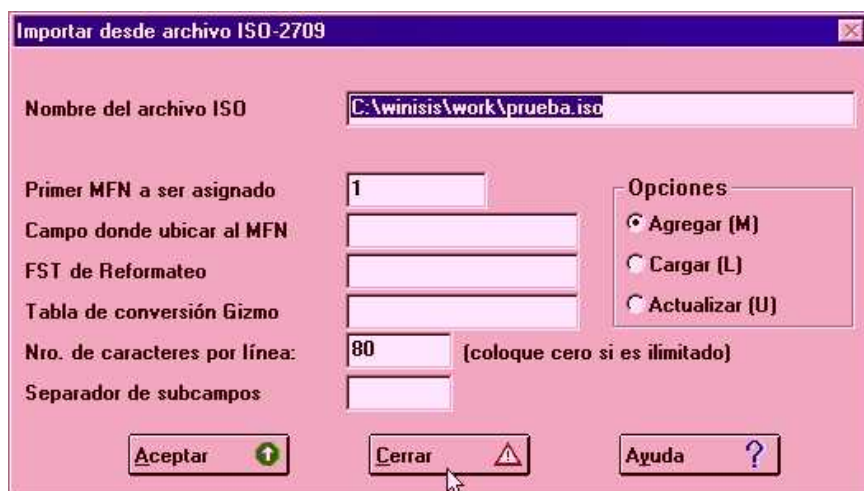 Importar desde archivo ISO-2709
Nombre del archivo ISO C:\winisis\work\prueba.iso
Primer MFN a ser asignado 1
Campo donde ubicar al MFN
FST de Reformateo
Tabla de conversión Gizmo
Nro. de caracteres por línea: 80 (coloque cero si es ilimitado)
Separador de subcampos
Opciones
Agregar (M)
Cargar (L)
Actualizar (U)
Aceptar Cerrar Ayuda ?